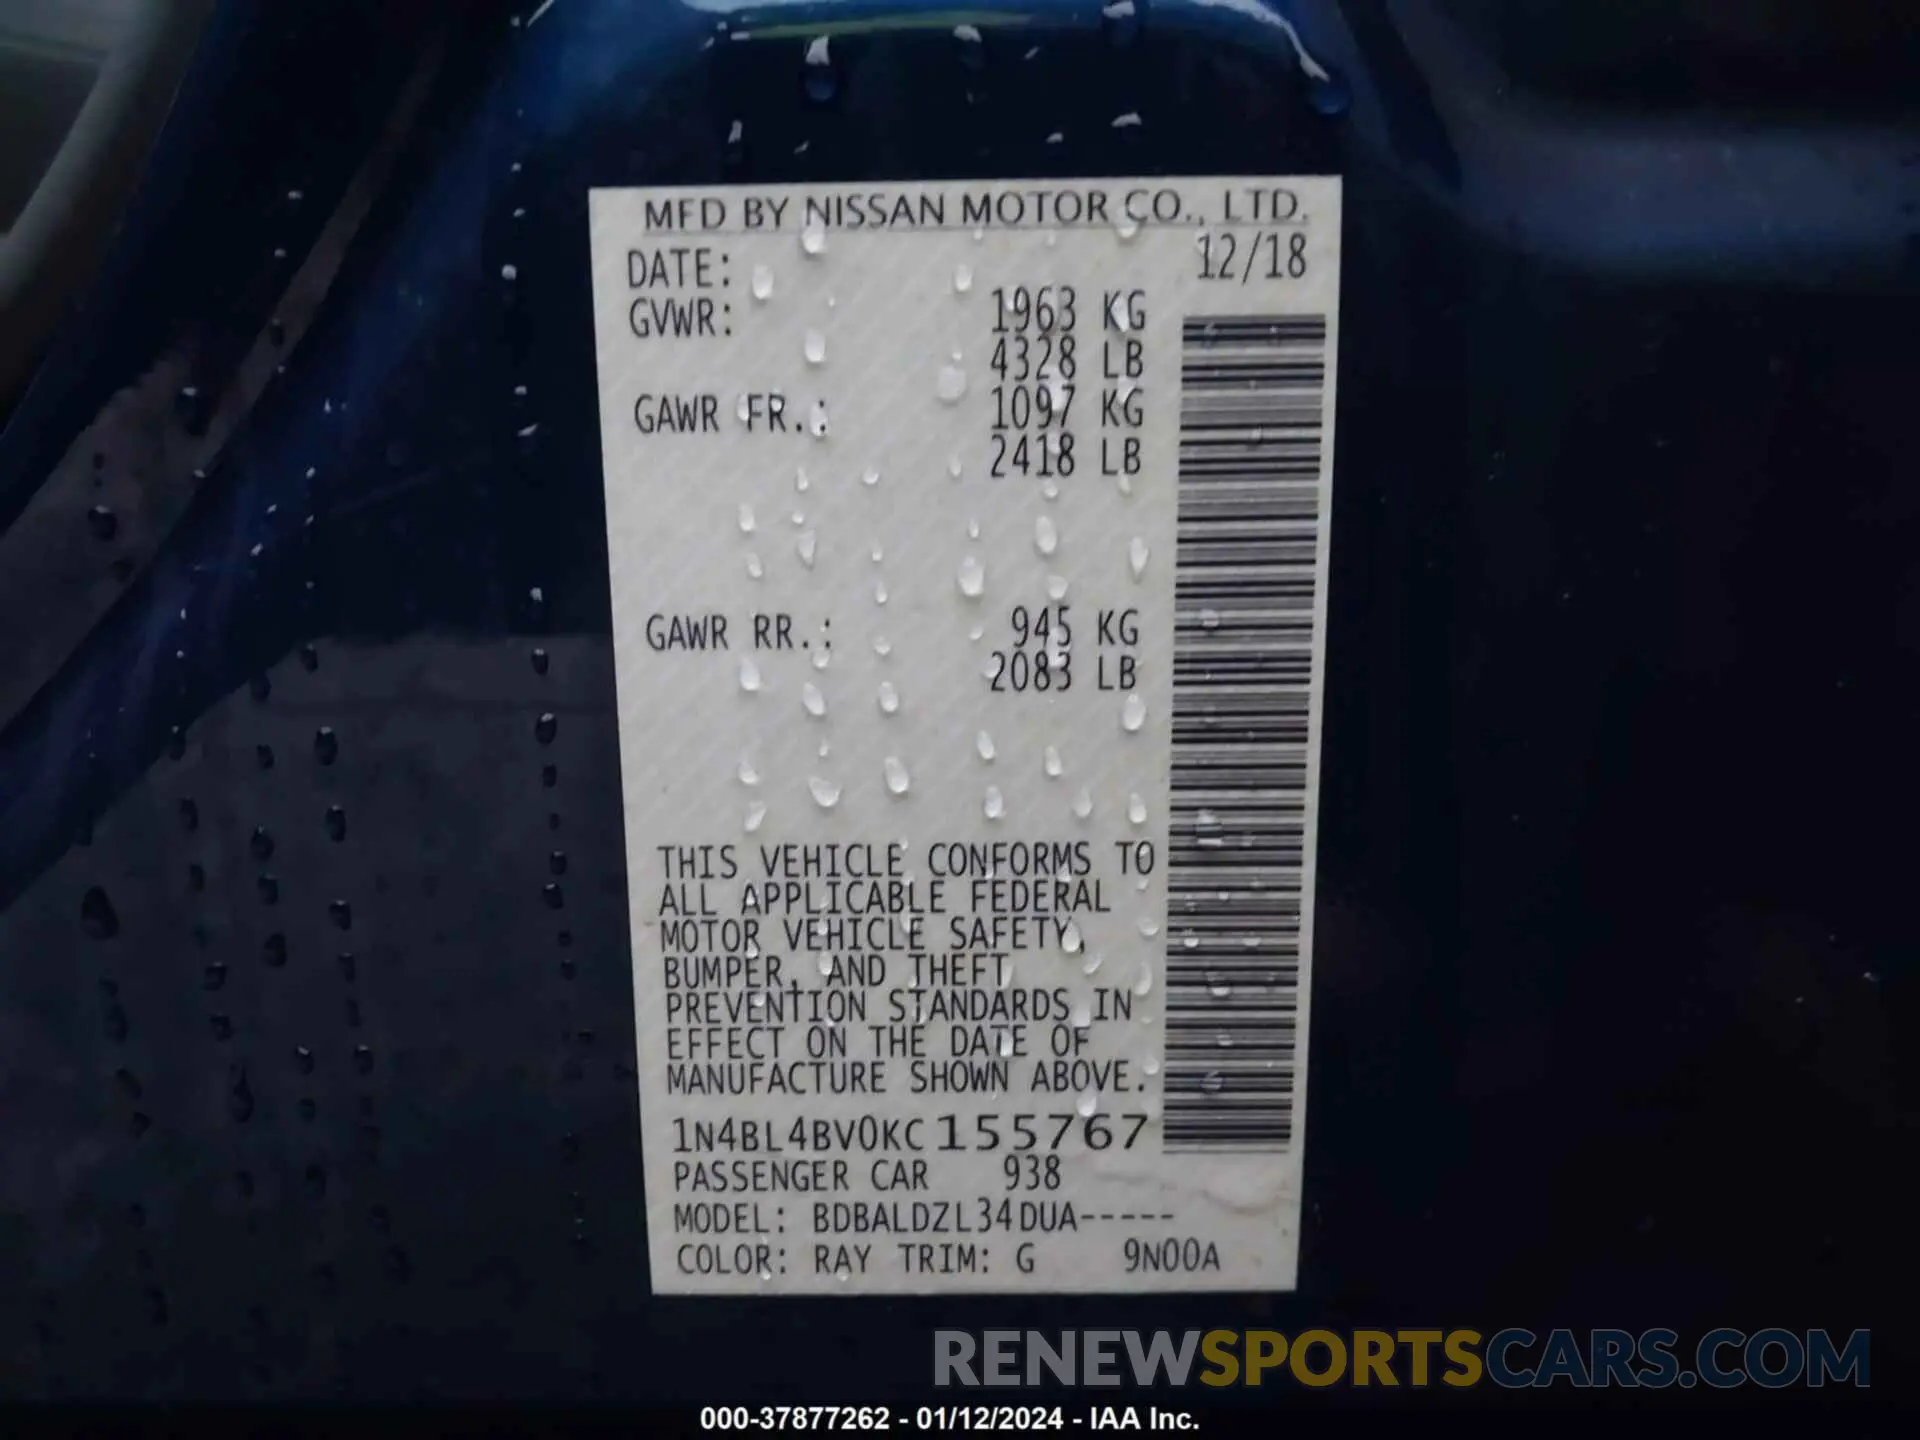 MFD BY NISSAN MOTOR CO., LTD.
DATE: 12/18
GVWR: 1963 KG
4328 LB
GAWR FR.: 1097 KG
2418 LB
GAWR RR.: 945 KG
2083 LB
THIS VEHICLE CONFORMS TO
ALL APPLICABLE FEDERAL
MOTOR VEHICLE SAFETY,
BUMPER, AND THEFT
PREVENTION STANDARDS IN
EFFECT ON THE DATE OF
MANUFACTURE SHOWN ABOVE.
1N4BL4BV0KC155767
PASSENGER CAR 938
MODEL: BDBALDZL34DUA-----
COLOR: RAY TRIM: G 9N00A
RENEWSPORTSCARS.COM
000-37877262 - 01/12/2024 - IAA Inc.